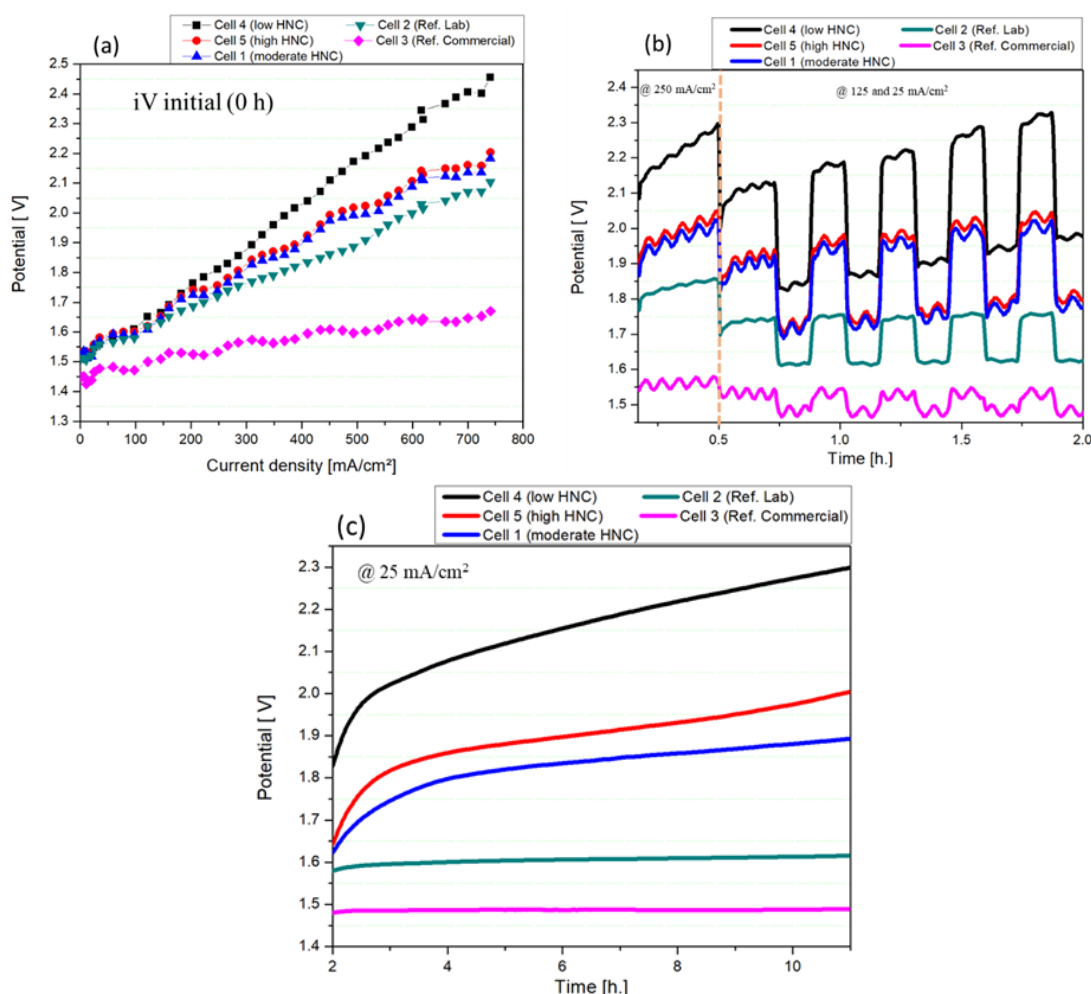 Cell 4 (low HNC) Cell 2 (Ref. Lab)
Cell 5 (high HNC) Cell 3 (Ref. Commercial)
Cell 1 (moderate HNC)
(a)
iV initial (0 h)
Potential [ V]
2.5
2.4
2.3
2.2
2.1
2.0
1.9
1.8
1.7
1.6
1.5
1.4
1.3
0 100 200 300 400 500 600 700 800
Current density [mA/cm²]
Cell 4 (low HNC) Cell 2 (Ref. Lab)
Cell 5 (high HNC) Cell 3 (Ref. Commercial)
Cell 1 (moderate HNC)
(b)
@ 250 mA/cm² @ 125 and 25 mA/cm²
Potential [ V]
2.4
2.3
2.2
2.1
2.0
1.9
1.8
1.7
1.6
1.5
0.5 1.0 1.5 2.0
Time [h.]
Cell 4 (low HNC) Cell 2 (Ref. Lab)
Cell 5 (high HNC) Cell 3 (Ref. Commercial)
Cell 1 (moderate HNC)
(c)
@ 25 mA/cm²
Potential [ V]
2.3
2.2
2.1
2.0
1.9
1.8
1.7
1.6
1.5
1.4
2 4 6 8 10
Time [h.]